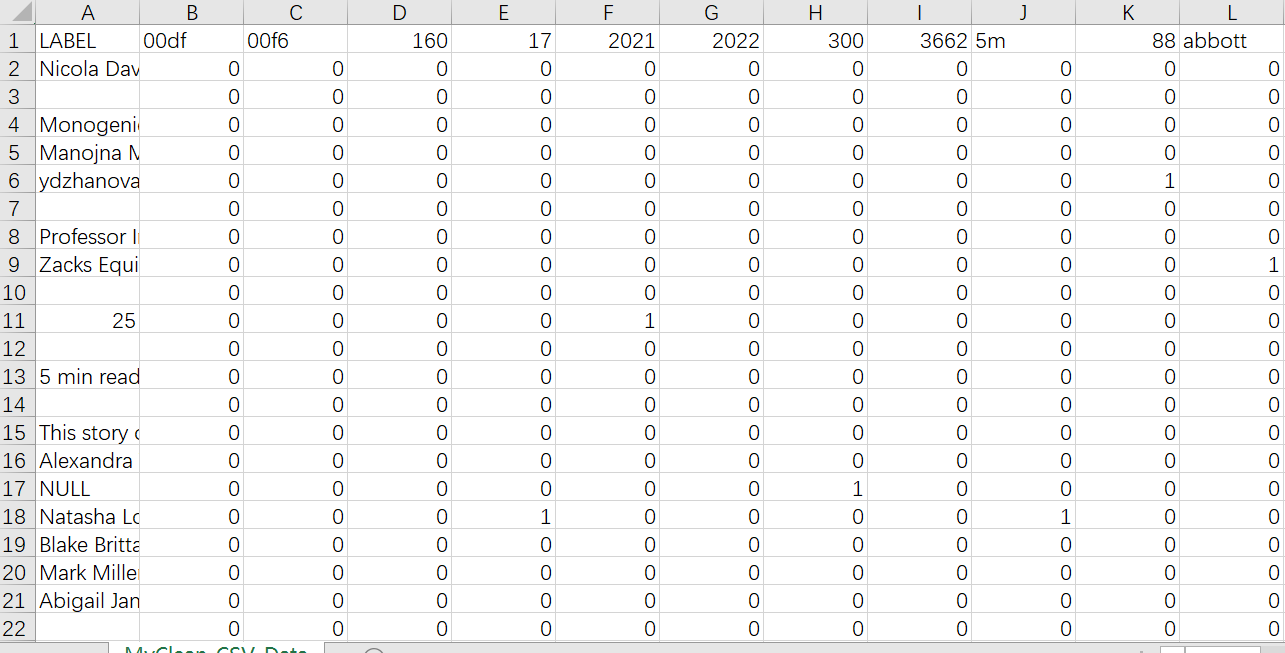 A B C D E F G H I J K L
1 LABEL 00df 00f6 160 17 2021 2022 300 3662 5m 88 abbott
2 Nicola Dav 0 0 0 0 0 0 0 0 0 0 0
3 0 0 0 0 0 0 0 0 0 0 0
4 Monogeni 0 0 0 0 0 0 0 0 0 0 0
5 Manojna M 0 0 0 0 0 0 0 0 0 0 0
6 ydzhanova 0 0 0 0 0 0 0 0 0 1 0
7 0 0 0 0 0 0 0 0 0 0 0
8 Professor I 0 0 0 0 0 0 0 0 0 0 0
9 Zacks Equi 0 0 0 0 0 0 0 0 0 0 1
10 0 0 0 0 0 0 0 0 0 0 0
11 25 0 0 0 0 1 0 0 0 0 0 0
12 0 0 0 0 0 0 0 0 0 0 0
13 5 min read 0 0 0 0 0 0 0 0 0 0 0
14 0 0 0 0 0 0 0 0 0 0 0
15 This story 0 0 0 0 0 0 0 0 0 0 0
16 Alexandra 0 0 0 0 0 0 0 0 0 0 0
17 NULL 0 0 0 0 0 0 1 0 0 0 0
18 Natasha Lo 0 0 0 1 0 0 0 0 1 0 0
19 Blake Britta 0 0 0 0 0 0 0 0 0 0 0
20 Mark Mille 0 0 0 0 0 0 0 0 0 0 0
21 Abigail Jan 0 0 0 0 0 0 0 0 0 0 0
22 0 0 0 0 0 0 0 0 0 0 0
MyClean_CSV_Data